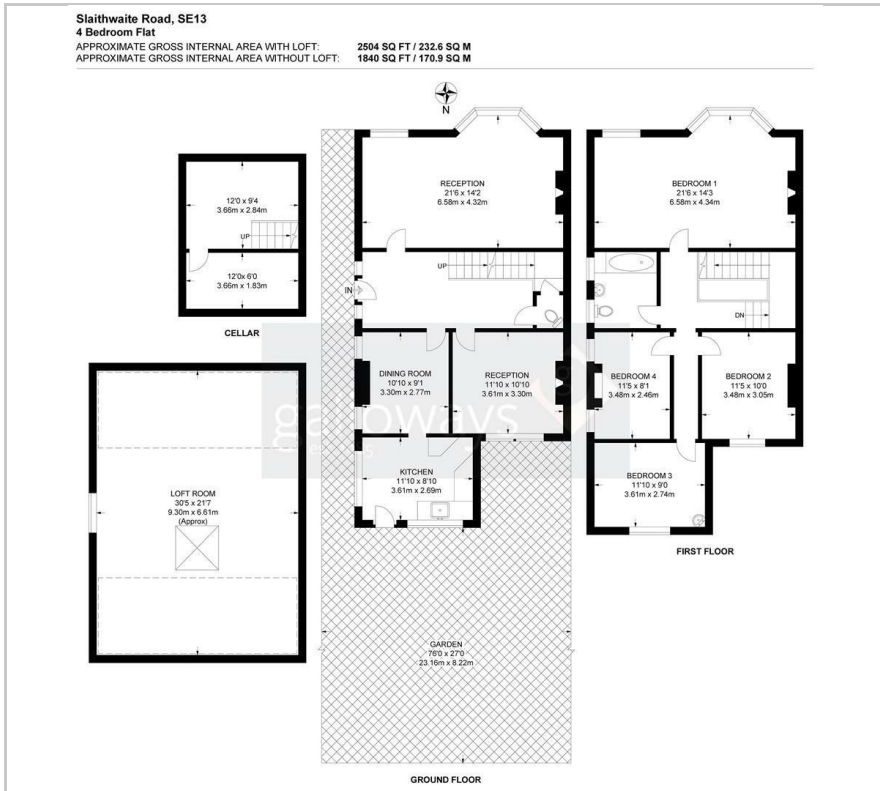 Slaithwaite Road, SE13
4 Bedroom Flat
APPROXIMATE GROSS INTERNAL AREA WITH LOFT: 2504 SQ FT / 232.6 SQ M
APPROXIMATE GROSS INTERNAL AREA WITHOUT LOFT: 1840 SQ FT / 170.9 SQ M
N
12'0 x 9'4
3.66m x 2.84m
UP
12'0x 6'0
3.66m x 1.83m
CELLAR
LOFT ROOM
30'5 x 21'7
9.30m x 6.61m
(Approx)
RECEPTION
21'6 x 14'2
6.58m x 4.32m
UP
IN
DINING ROOM
10'10 x 9'1
3.30m x 2.77m
RECEPTION
11'10 x 10'10
3.61m x 3.30m
KITCHEN
11'10 x 8'10
3.61m x 2.69m
GARDEN
76'0 x 27'0
23.16m x 8.22m
GROUND FLOOR
BEDROOM 1
21'6 x 14'3
6.58m x 4.34m
DN
BEDROOM 4
11'5 x 8'1
3.48m x 2.46m
BEDROOM 2
11'5 x 10'0
3.48m x 3.05m
BEDROOM 3
11'10 x 9'0
3.61m x 2.74m
FIRST FLOOR